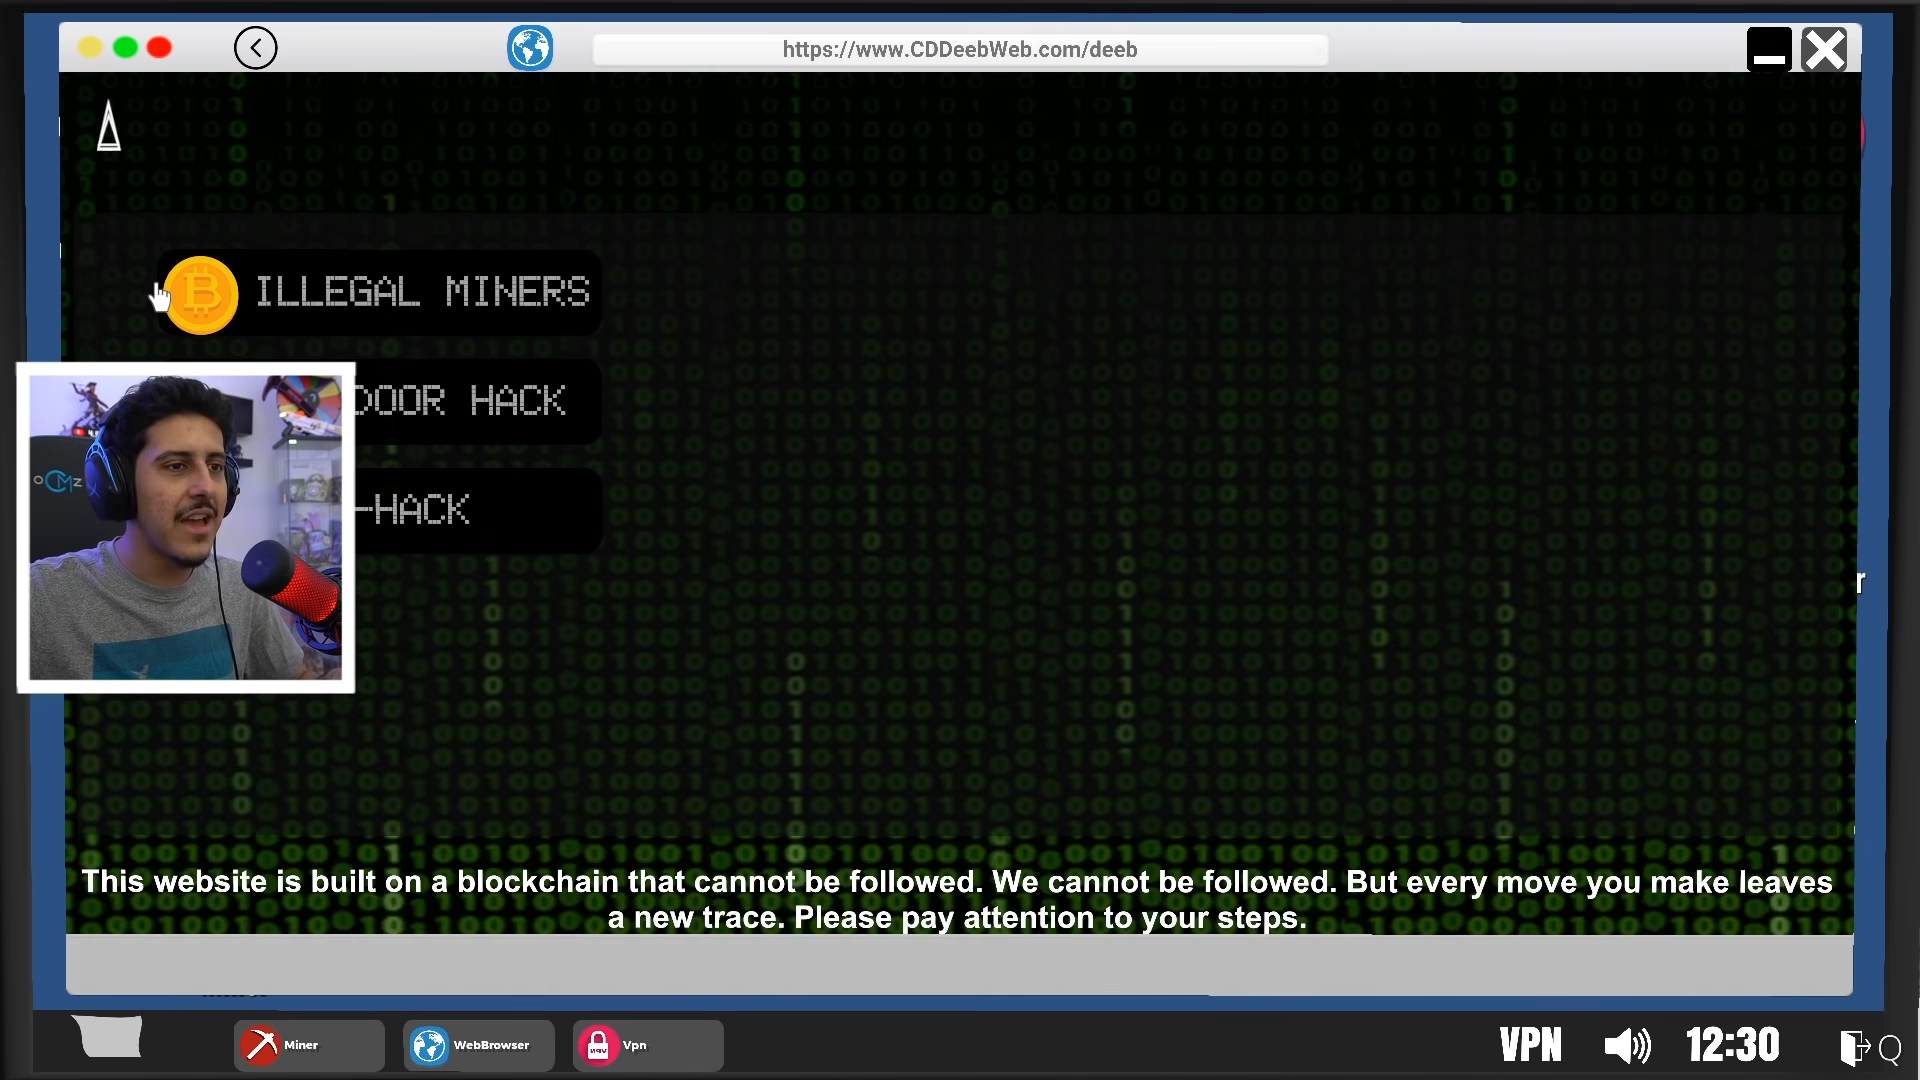 https://www.CDDeebWeb.com/deeb
ILLEGAL MINERS
DOOR HACK
-HACK
This website is built on a blockchain that cannot be followed. We cannot be followed. But every move you make leaves
a new trace. Please pay attention to your steps.
Miner
WebBrowser
Vpn
VPN
12:30
Q